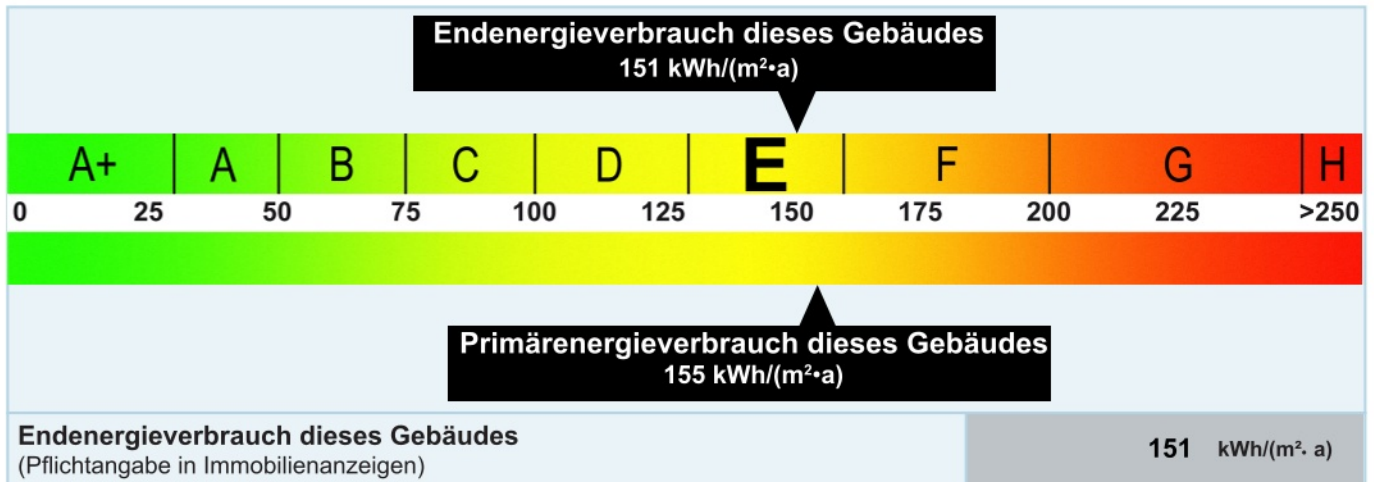 Endenergieverbrauch dieses Gebäudes
151 kWh/(m²•a)
A+ A B C D E F G H
0 25 50 75 100 125 150 175 200 225 >250
Primärenergieverbrauch dieses Gebäudes
155 kWh/(m²•a)
Endenergieverbrauch dieses Gebäudes
(Pflichtangabe in Immobilienanzeigen)
151 kWh/(m²· a)